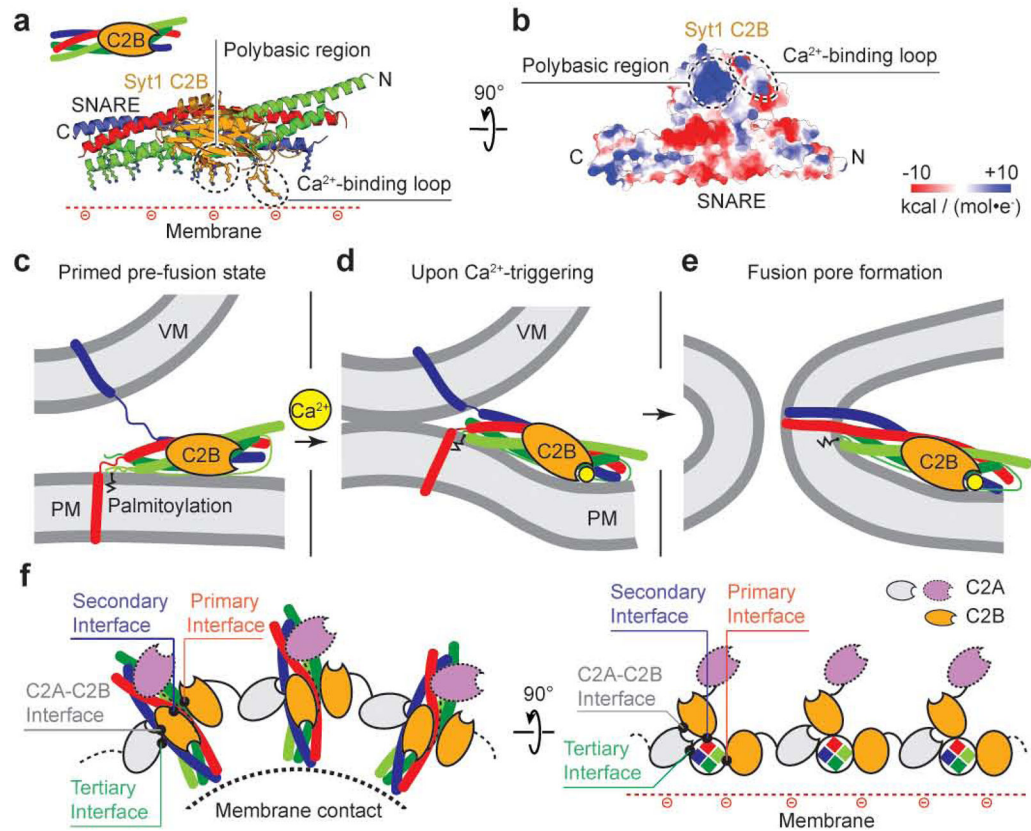 a
C2B
Polybasic region
Syt1 C2B
SNARE
N
C
Ca²⁺-binding loop
Membrane
90°
b
Syt1 C2B
Polybasic region
Ca²⁺-binding loop
C
N
SNARE
-10 +10
kcal / (mol•e⁻)
c Primed pre-fusion state
VM
C2B
PM
Palmitoylation
Ca²⁺
d Upon Ca²⁺-triggering
VM
C2B
PM
e Fusion pore formation
C2B
f
Secondary
Interface
Primary
Interface
C2A-C2B
Interface
Tertiary
Interface
Membrane contact
90°
Secondary
Interface
Primary
Interface
C2A
C2B
C2A-C2B
Interface
Tertiary
Interface
Membrane